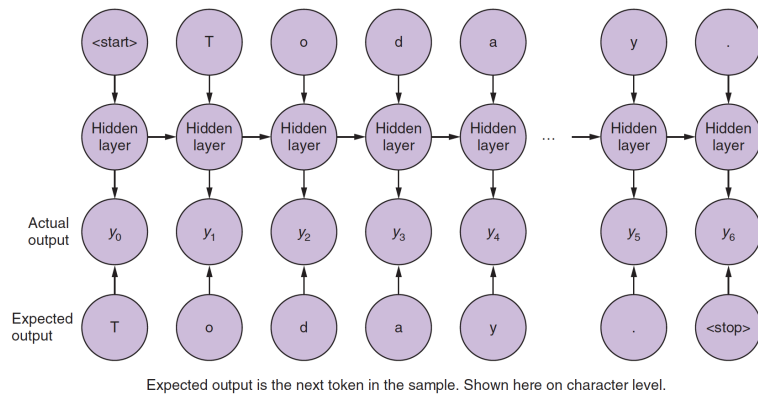 <start> T o d a y .
Hidden layer Hidden layer Hidden layer Hidden layer Hidden layer ... Hidden layer Hidden layer
Actual output y0 y1 y2 y3 y4 y5 y6
Expected output T o d a y . <stop>
Expected output is the next token in the sample. Shown here on character level.